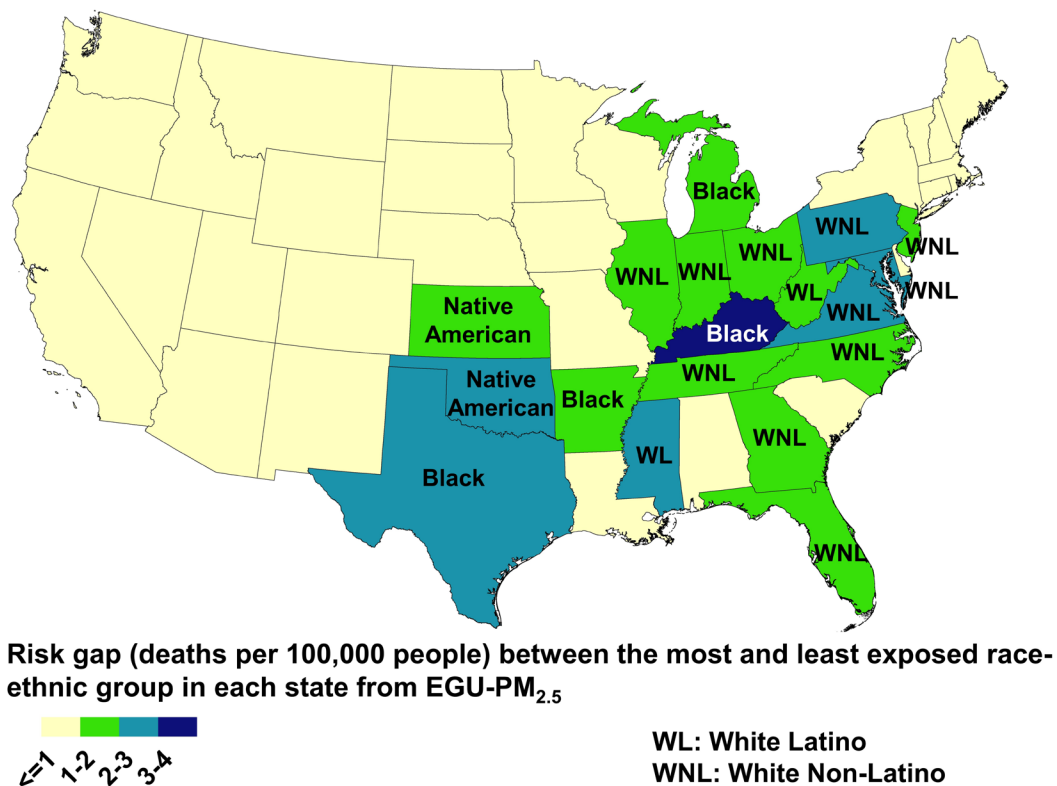 Black
WNL
WNL
WNL
WNL
WNL
WL
WNL
WNL
Native
American
Black
WNL
WNL
Native
American
Black
WNL
WL
Black
WNL
Risk gap (deaths per 100,000 people) between the most and least exposed race-
ethnic group in each state from EGU-PM2.5
<=1
1-2
2-3
3-4
WL: White Latino
WNL: White Non-Latino